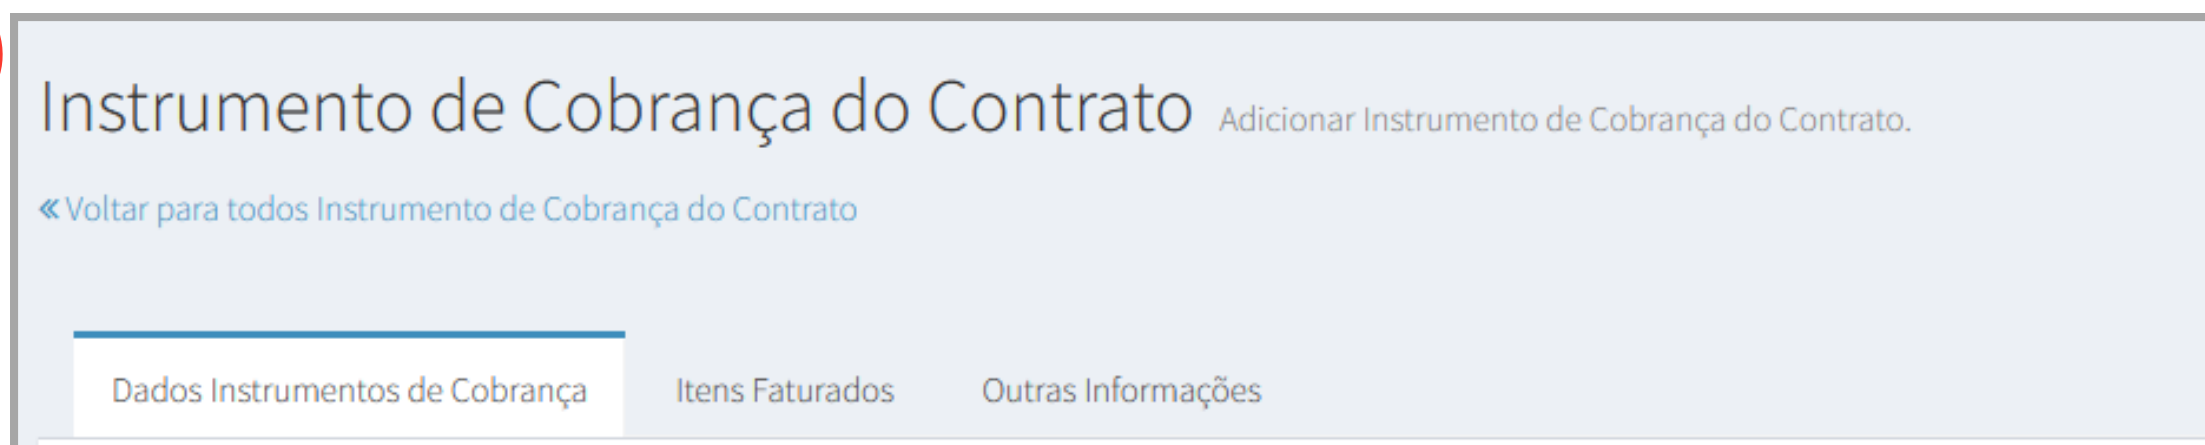 Instrumento de Cobrança do Contrato Adicionar Instrumento de Cobrança do Contrato.
« Voltar para todos Instrumento de Cobrança do Contrato
Dados Instrumentos de Cobrança Itens Faturados Outras Informações